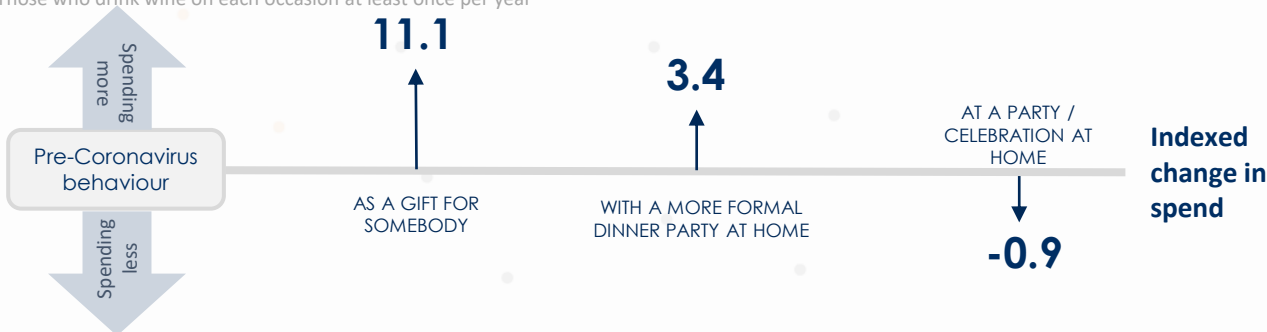 Those who drink wine on each occasion at least once per year
Spending
more
Pre-Coronavirus
behaviour
Spending
less
11.1
AS A GIFT FOR
SOMEBODY
3.4
WITH A MORE FORMAL
DINNER PARTY AT HOME
AT A PARTY /
CELEBRATION AT
HOME
-0.9
Indexed
change in
spend